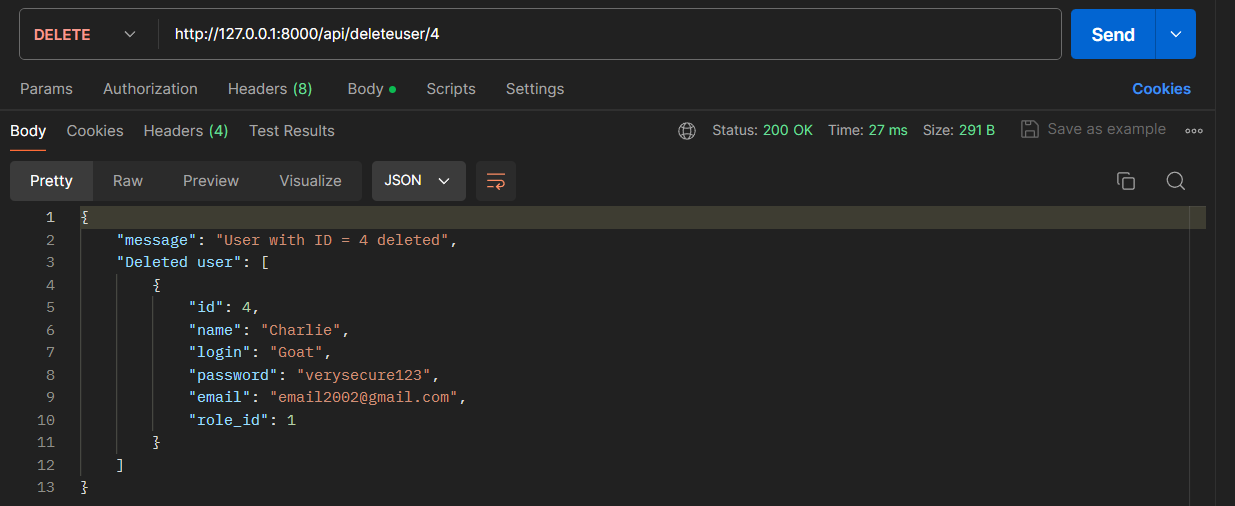 DELETE http://127.0.0.1:8000/api/deleteuser/4 Send
Params Authorization Headers (8) Body Scripts Settings Cookies
Body Cookies Headers (4) Test Results Status: 200 OK Time: 27 ms Size: 291 B Save as example
Pretty Raw Preview Visualize JSON
1 {
2 "message": "User with ID = 4 deleted",
3 "Deleted user": [
4 {
5 "id": 4,
6 "name": "Charlie",
7 "login": "Goat",
8 "password": "verysecure123",
9 "email": "email2002@gmail.com",
10 "role_id": 1
11 }
12 ]
13 }